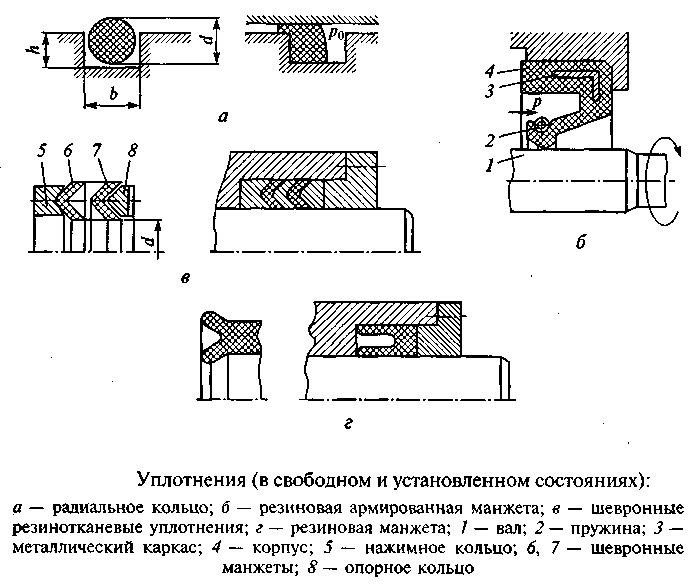 h
b
d
p₀
а
4
3
p
2
1
б
5 6 7 8
d
в
г
Уплотнения (в свободном и установленном состояниях):
а — радиальное кольцо; б — резиновая армированная манжета; в — шевронные
резинотканевые уплотнения; г — резиновая манжета; 1 — вал; 2 — пружина; 3 —
металлический каркас; 4 — корпус; 5 — нажимное кольцо; 6, 7 — шевронные
манжеты; 8 — опорное кольцо